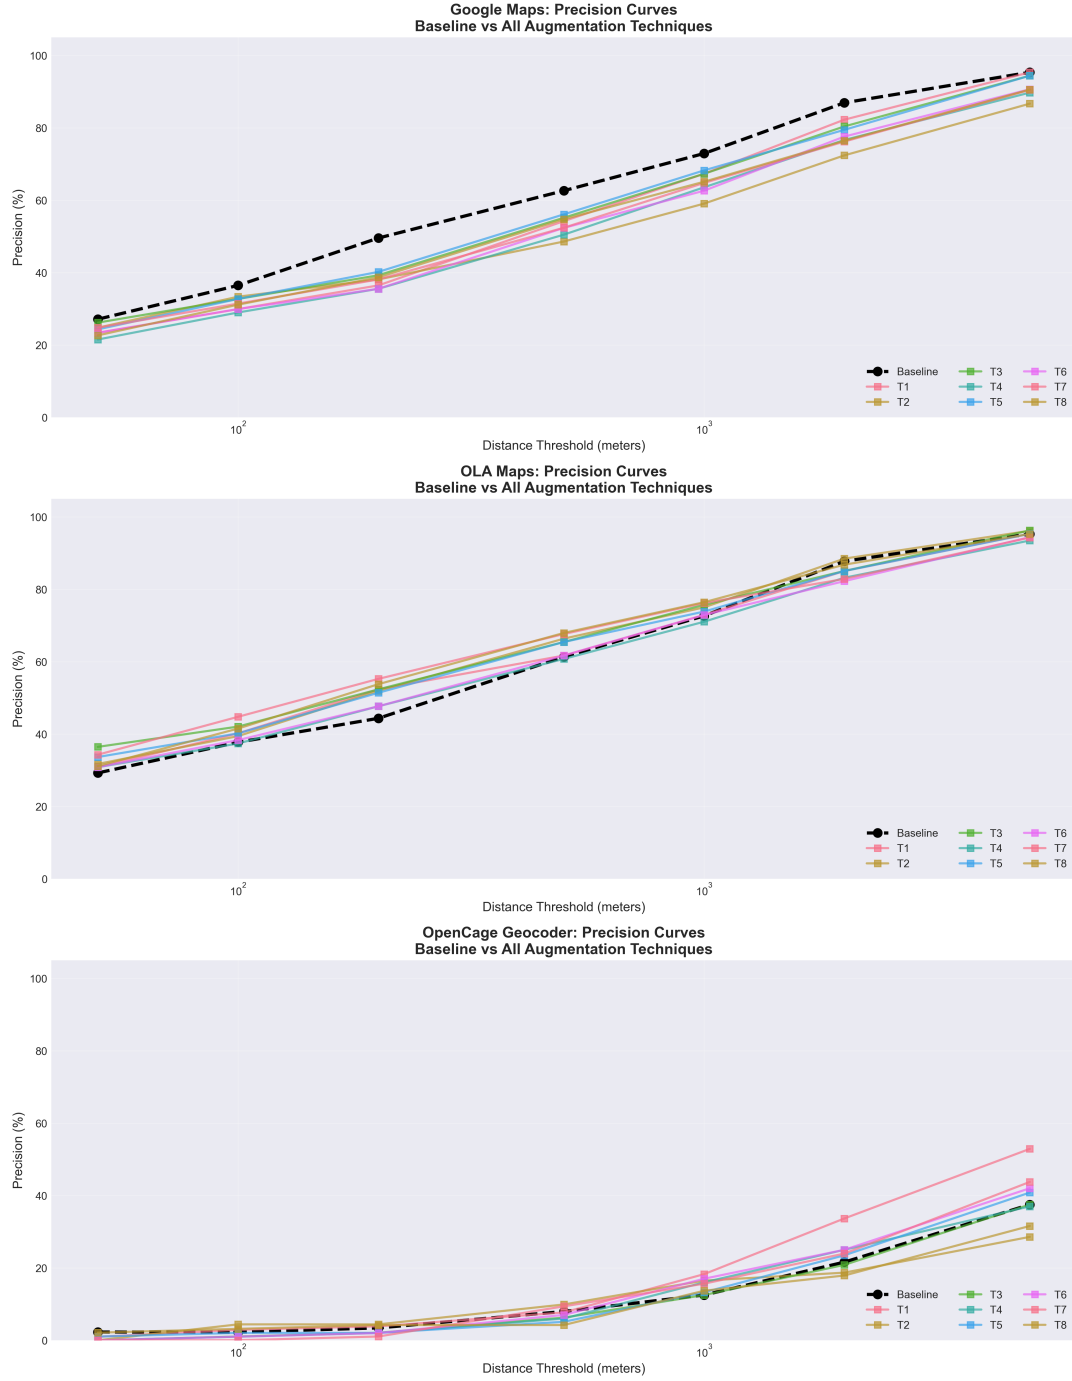 Google Maps: Precision Curves
Baseline vs All Augmentation Techniques
100
80
60
40
20
0
Precision (%)
10²
10³
Distance Threshold (meters)
Baseline
T1
T2
T3
T4
T5
T6
T7
T8
OLA Maps: Precision Curves
Baseline vs All Augmentation Techniques
100
80
60
40
20
0
Precision (%)
10²
10³
Distance Threshold (meters)
Baseline
T1
T2
T3
T4
T5
T6
T7
T8
OpenCage Geocoder: Precision Curves
Baseline vs All Augmentation Techniques
100
80
60
40
20
0
Precision (%)
10²
10³
Distance Threshold (meters)
Baseline
T1
T2
T3
T4
T5
T6
T7
T8